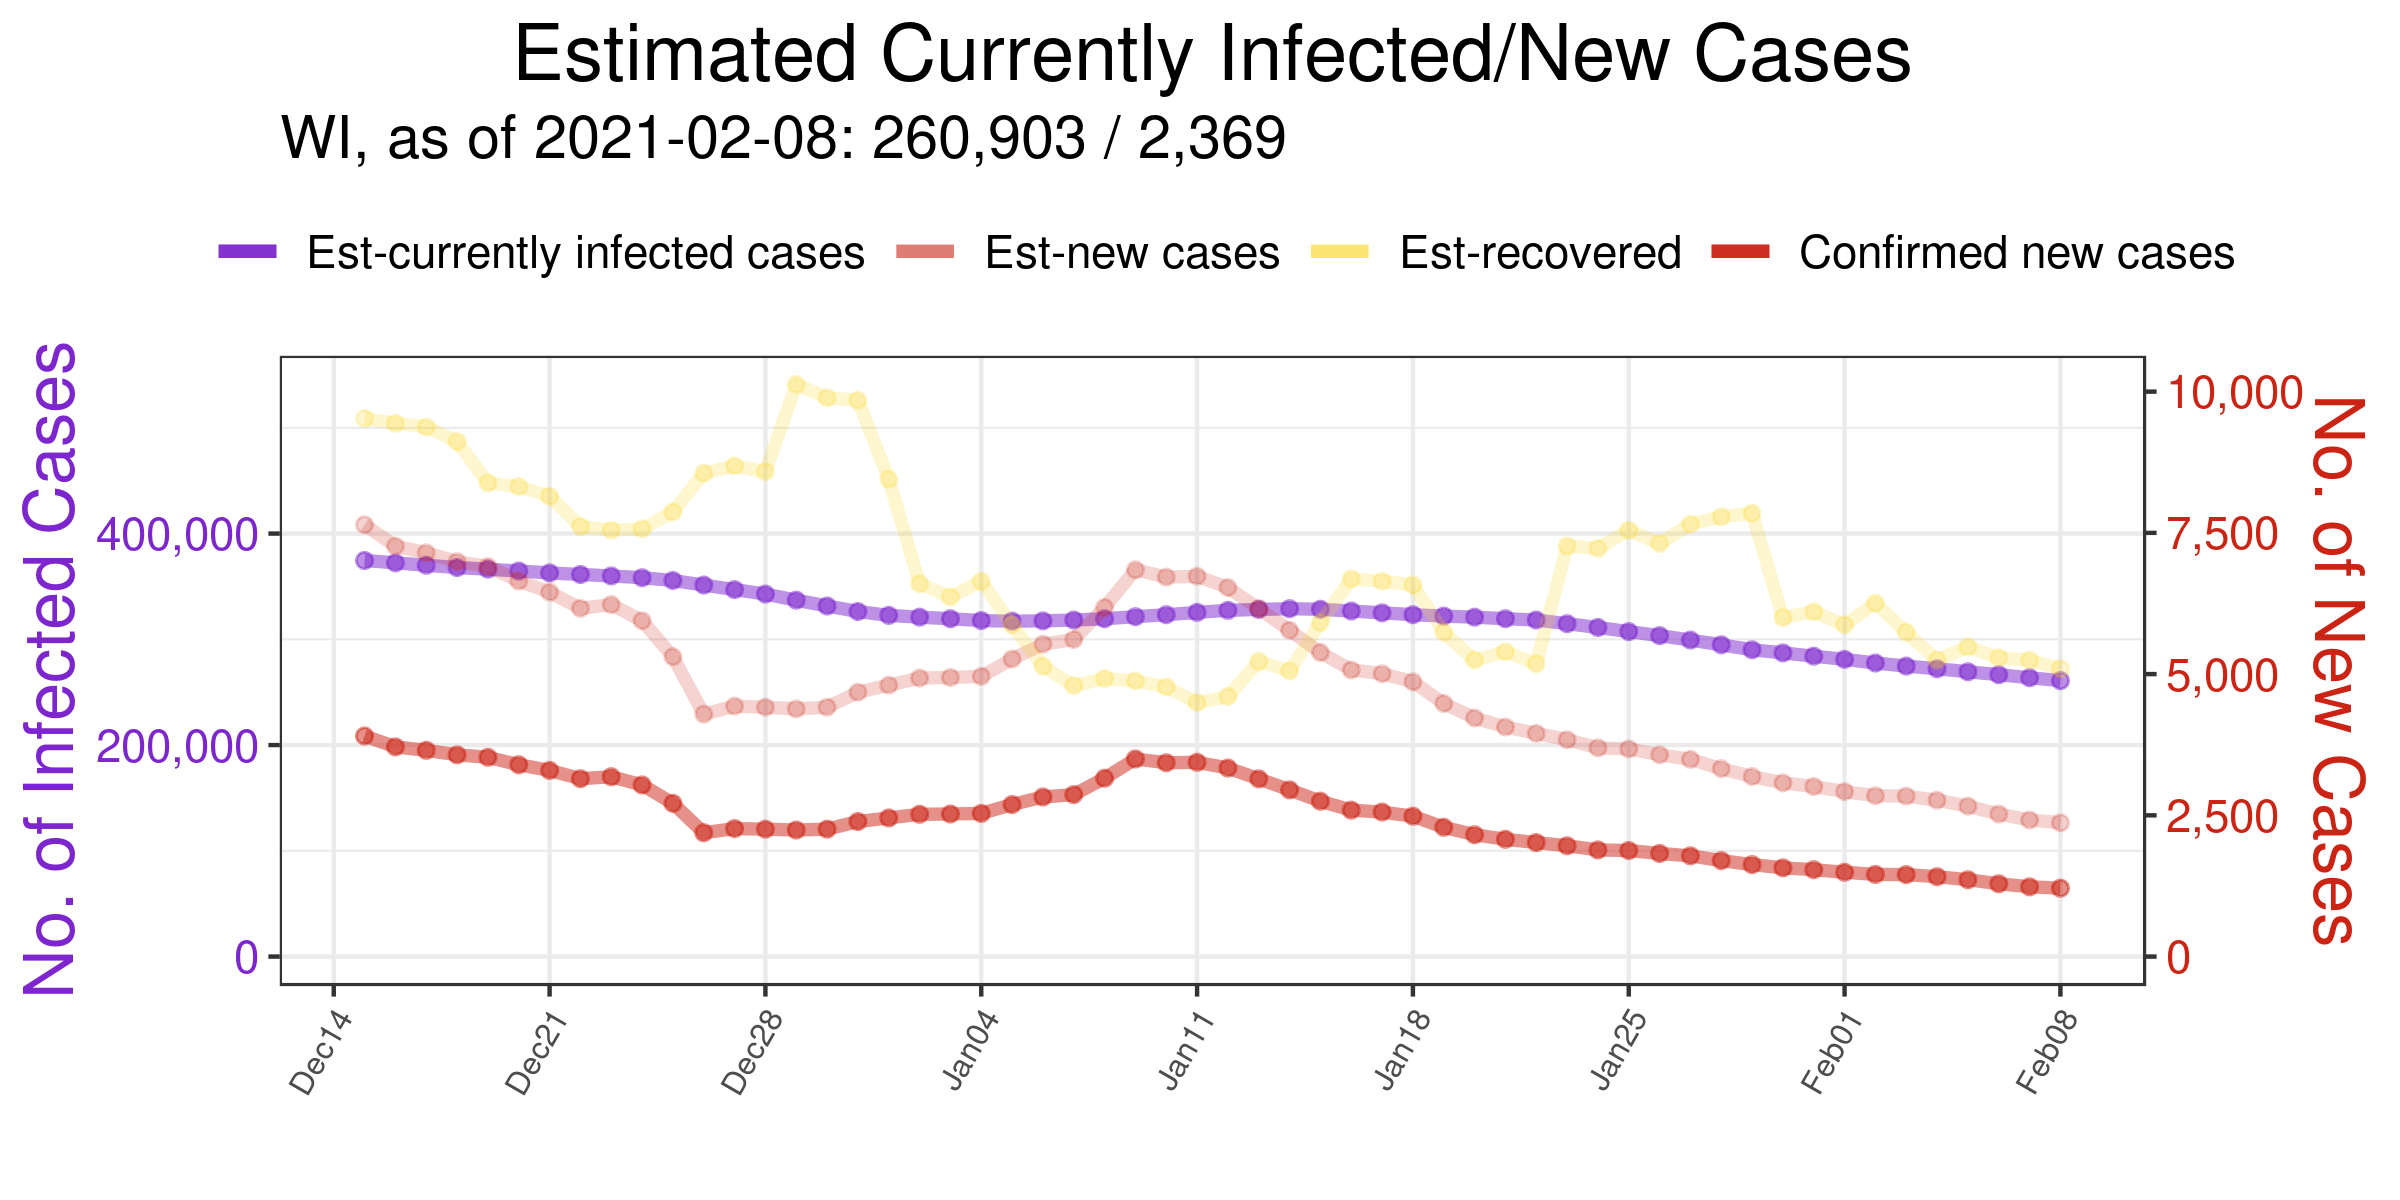 Estimated Currently Infected/New Cases
WI, as of 2021-02-08: 260,903 / 2,369
Est-currently infected cases Est-new cases Est-recovered Confirmed new cases
No. of Infected Cases
400,000
200,000
0
10,000
7,500
5,000
2,500
0
No. of New Cases
Dec14 Dec21 Dec28 Jan04 Jan11 Jan18 Jan25 Feb01 Feb08